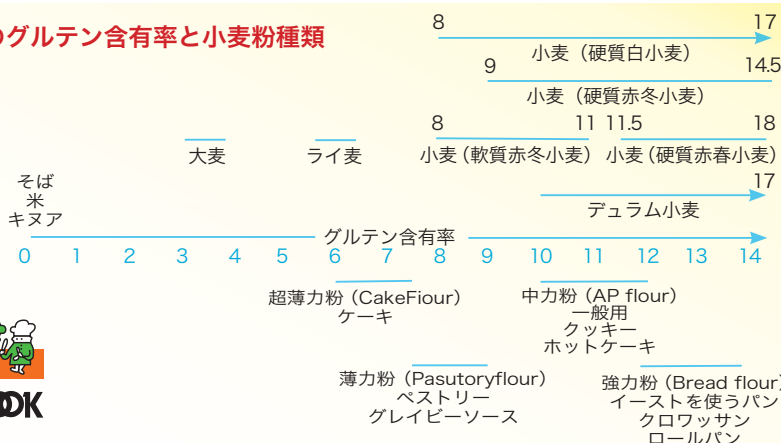 のグルテン含有率と小麦粉種類
8 17
小麦（硬質白小麦）
9 14.5
小麦（硬質赤冬小麦）
8 11 11.5 18
大麦 ライ麦 小麦（軟質赤冬小麦） 小麦（硬質赤春小麦）
そば
米
キヌア
17
デュラム小麦
グルテン含有率
0 1 2 3 4 5 6 7 8 9 10 11 12 13 14
超薄力粉（CakeFiour）
ケーキ
中力粉（AP flour）
一般用
クッキー
ホットケーキ
薄力粉（Pasutoryflour）
ペストリー
グレイビーソース
強力粉（Bread flour）
イーストを使うパン
クロワッサン
ロールパン
OOK